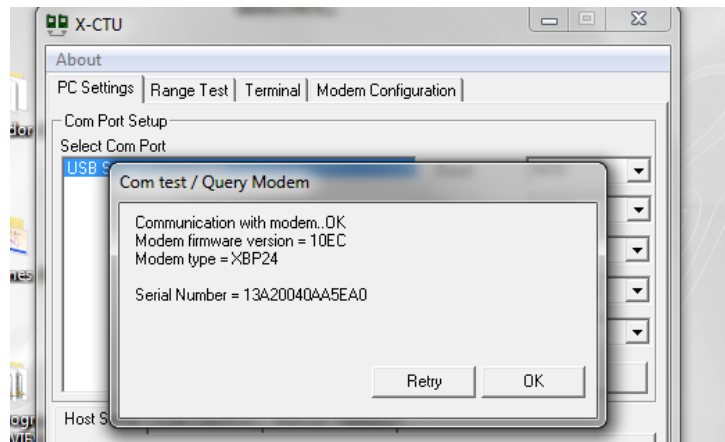 X-CTU
About
PC Settings Range Test Terminal Modem Configuration
Com Port Setup
Select Com Port
USB S
Com test / Query Modem
Communication with modem..OK
Modem firmware version = 10EC
Modem type = XBP24
Serial Number = 13A20040AA5EA0
Retry OK
Host S